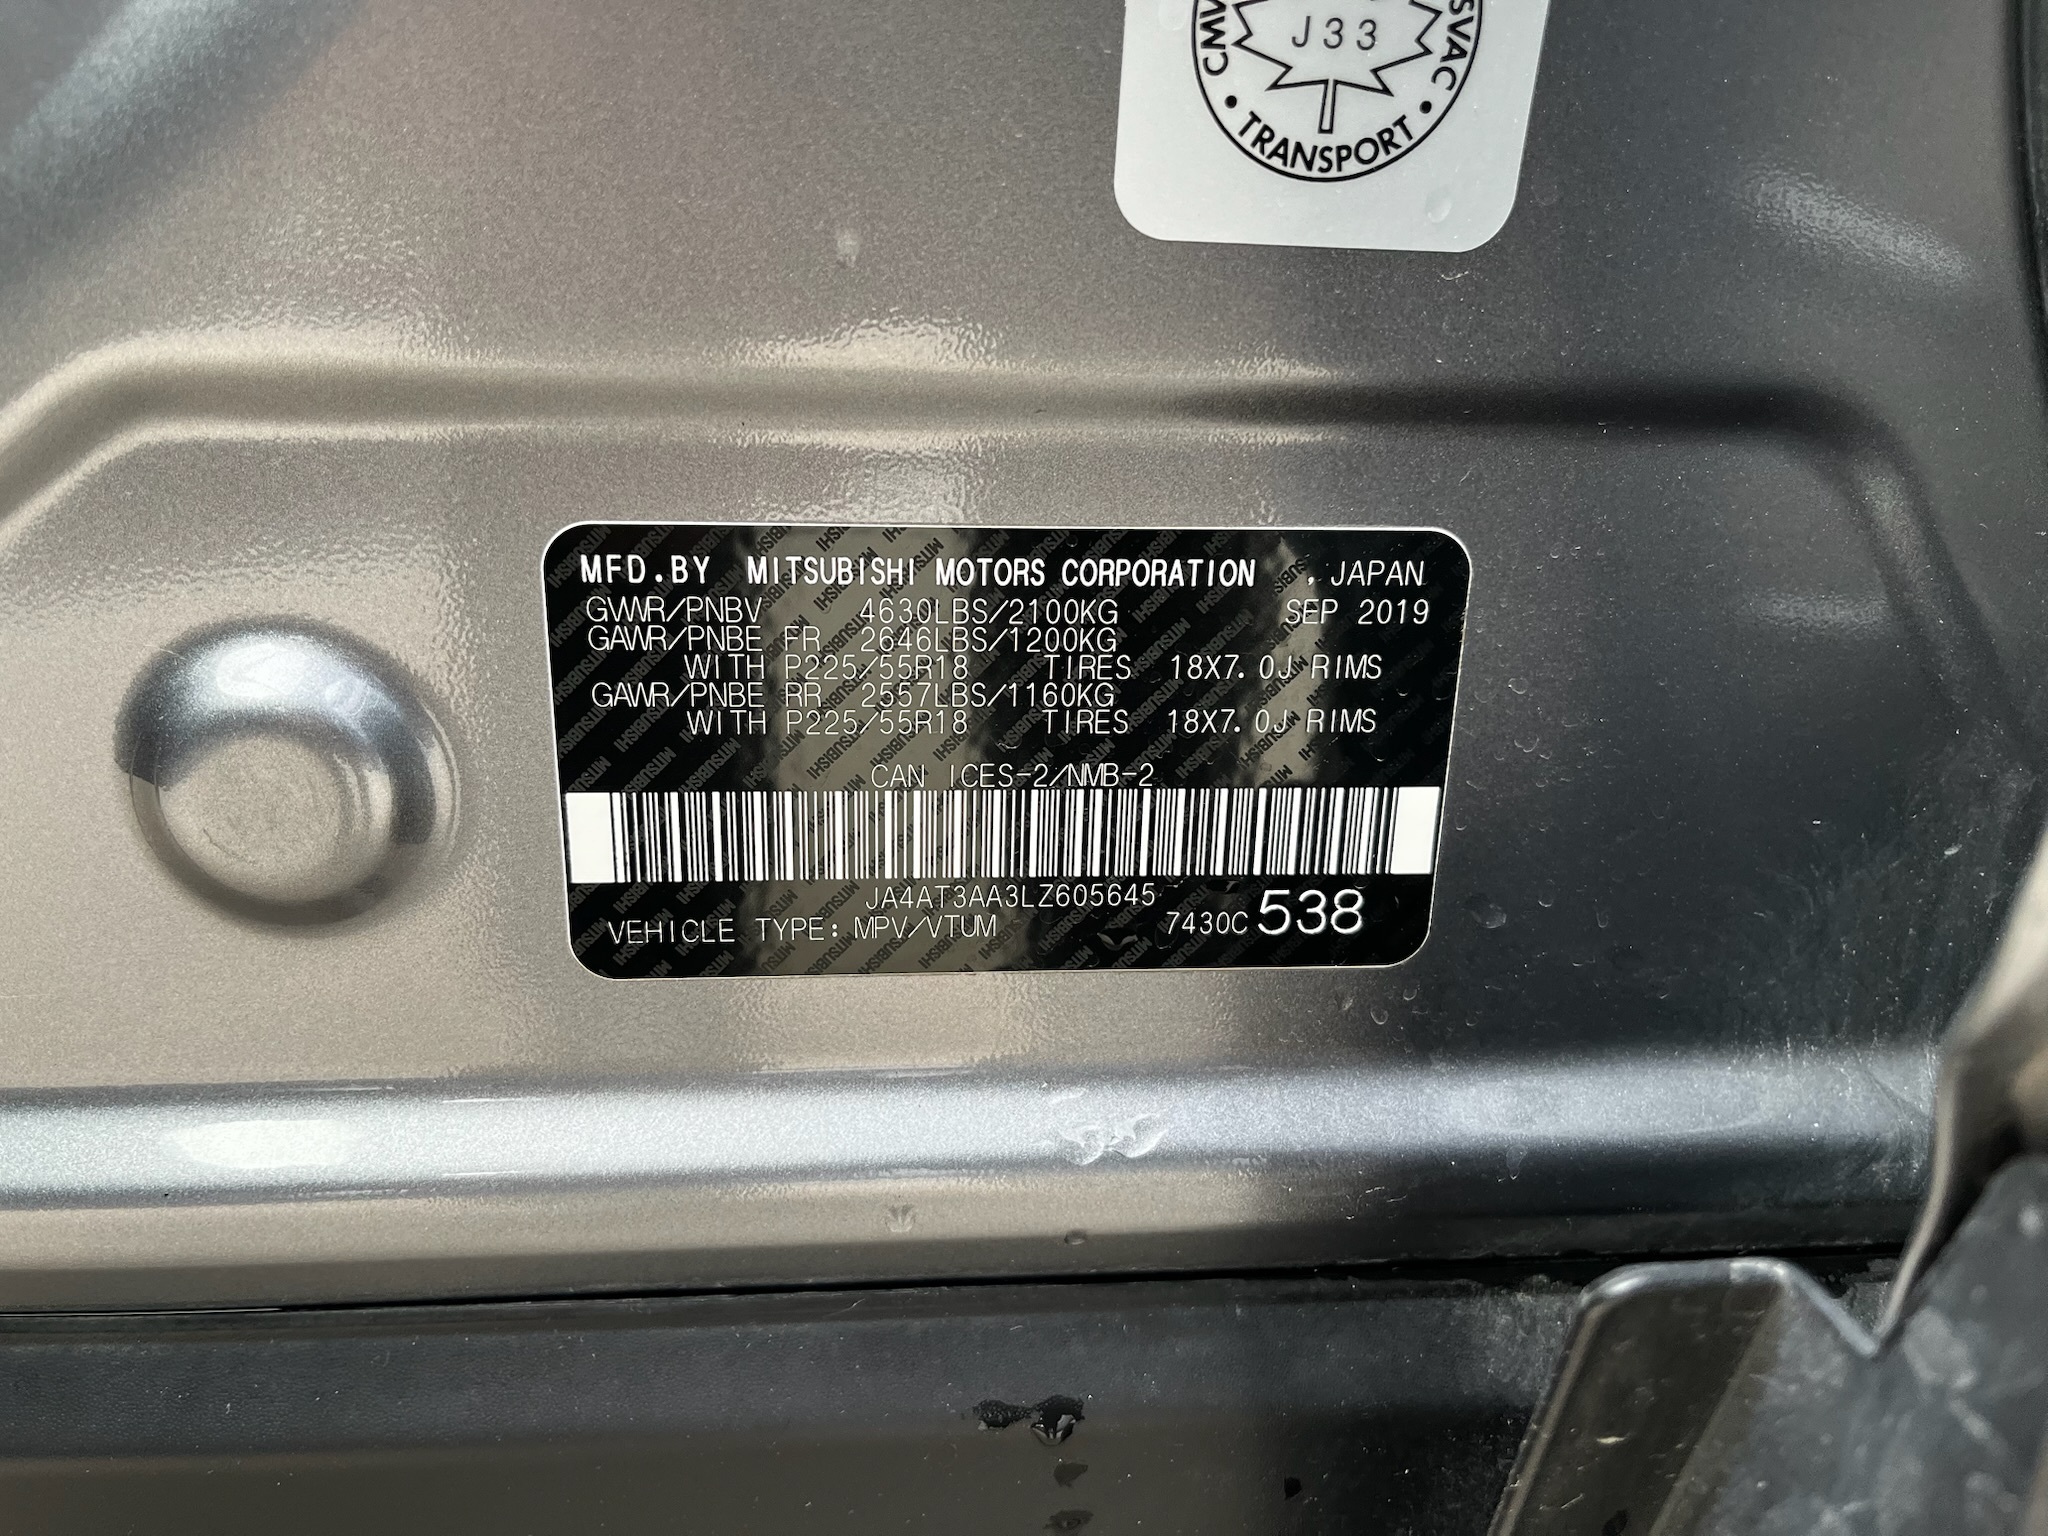 CMV
J33
SVAC
• TRANSPORT •
MFD.BY MITSUBISHI MOTORS CORPORATION , JAPAN
GVWR/PNBV 4630LBS/2100KG SEP 2019
GAWR/PNBE FR 2646LBS/1200KG
WITH P225/55R18 TIRES 18X7.0J RIMS
GAWR/PNBE RR 2557LBS/1160KG
WITH P225/55R18 TIRES 18X7.0J RIMS
CAN ICES-2/NMB-2
JA4AT3AA3LZ605645
VEHICLE TYPE: MPV/VTUM 7430C 538